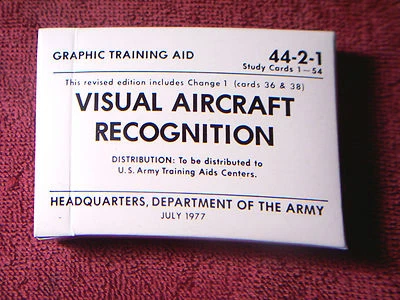 GRAPHIC TRAINING AID 44-2-1
Study Cards 1—54
This revised edition includes Change 1 (cards 36 & 38)
VISUAL AIRCRAFT
RECOGNITION
DISTRIBUTION: To be distributed to
U.S. Army Training Aids Centers.
HEADQUARTERS, DEPARTMENT OF THE ARMY
JULY 1977